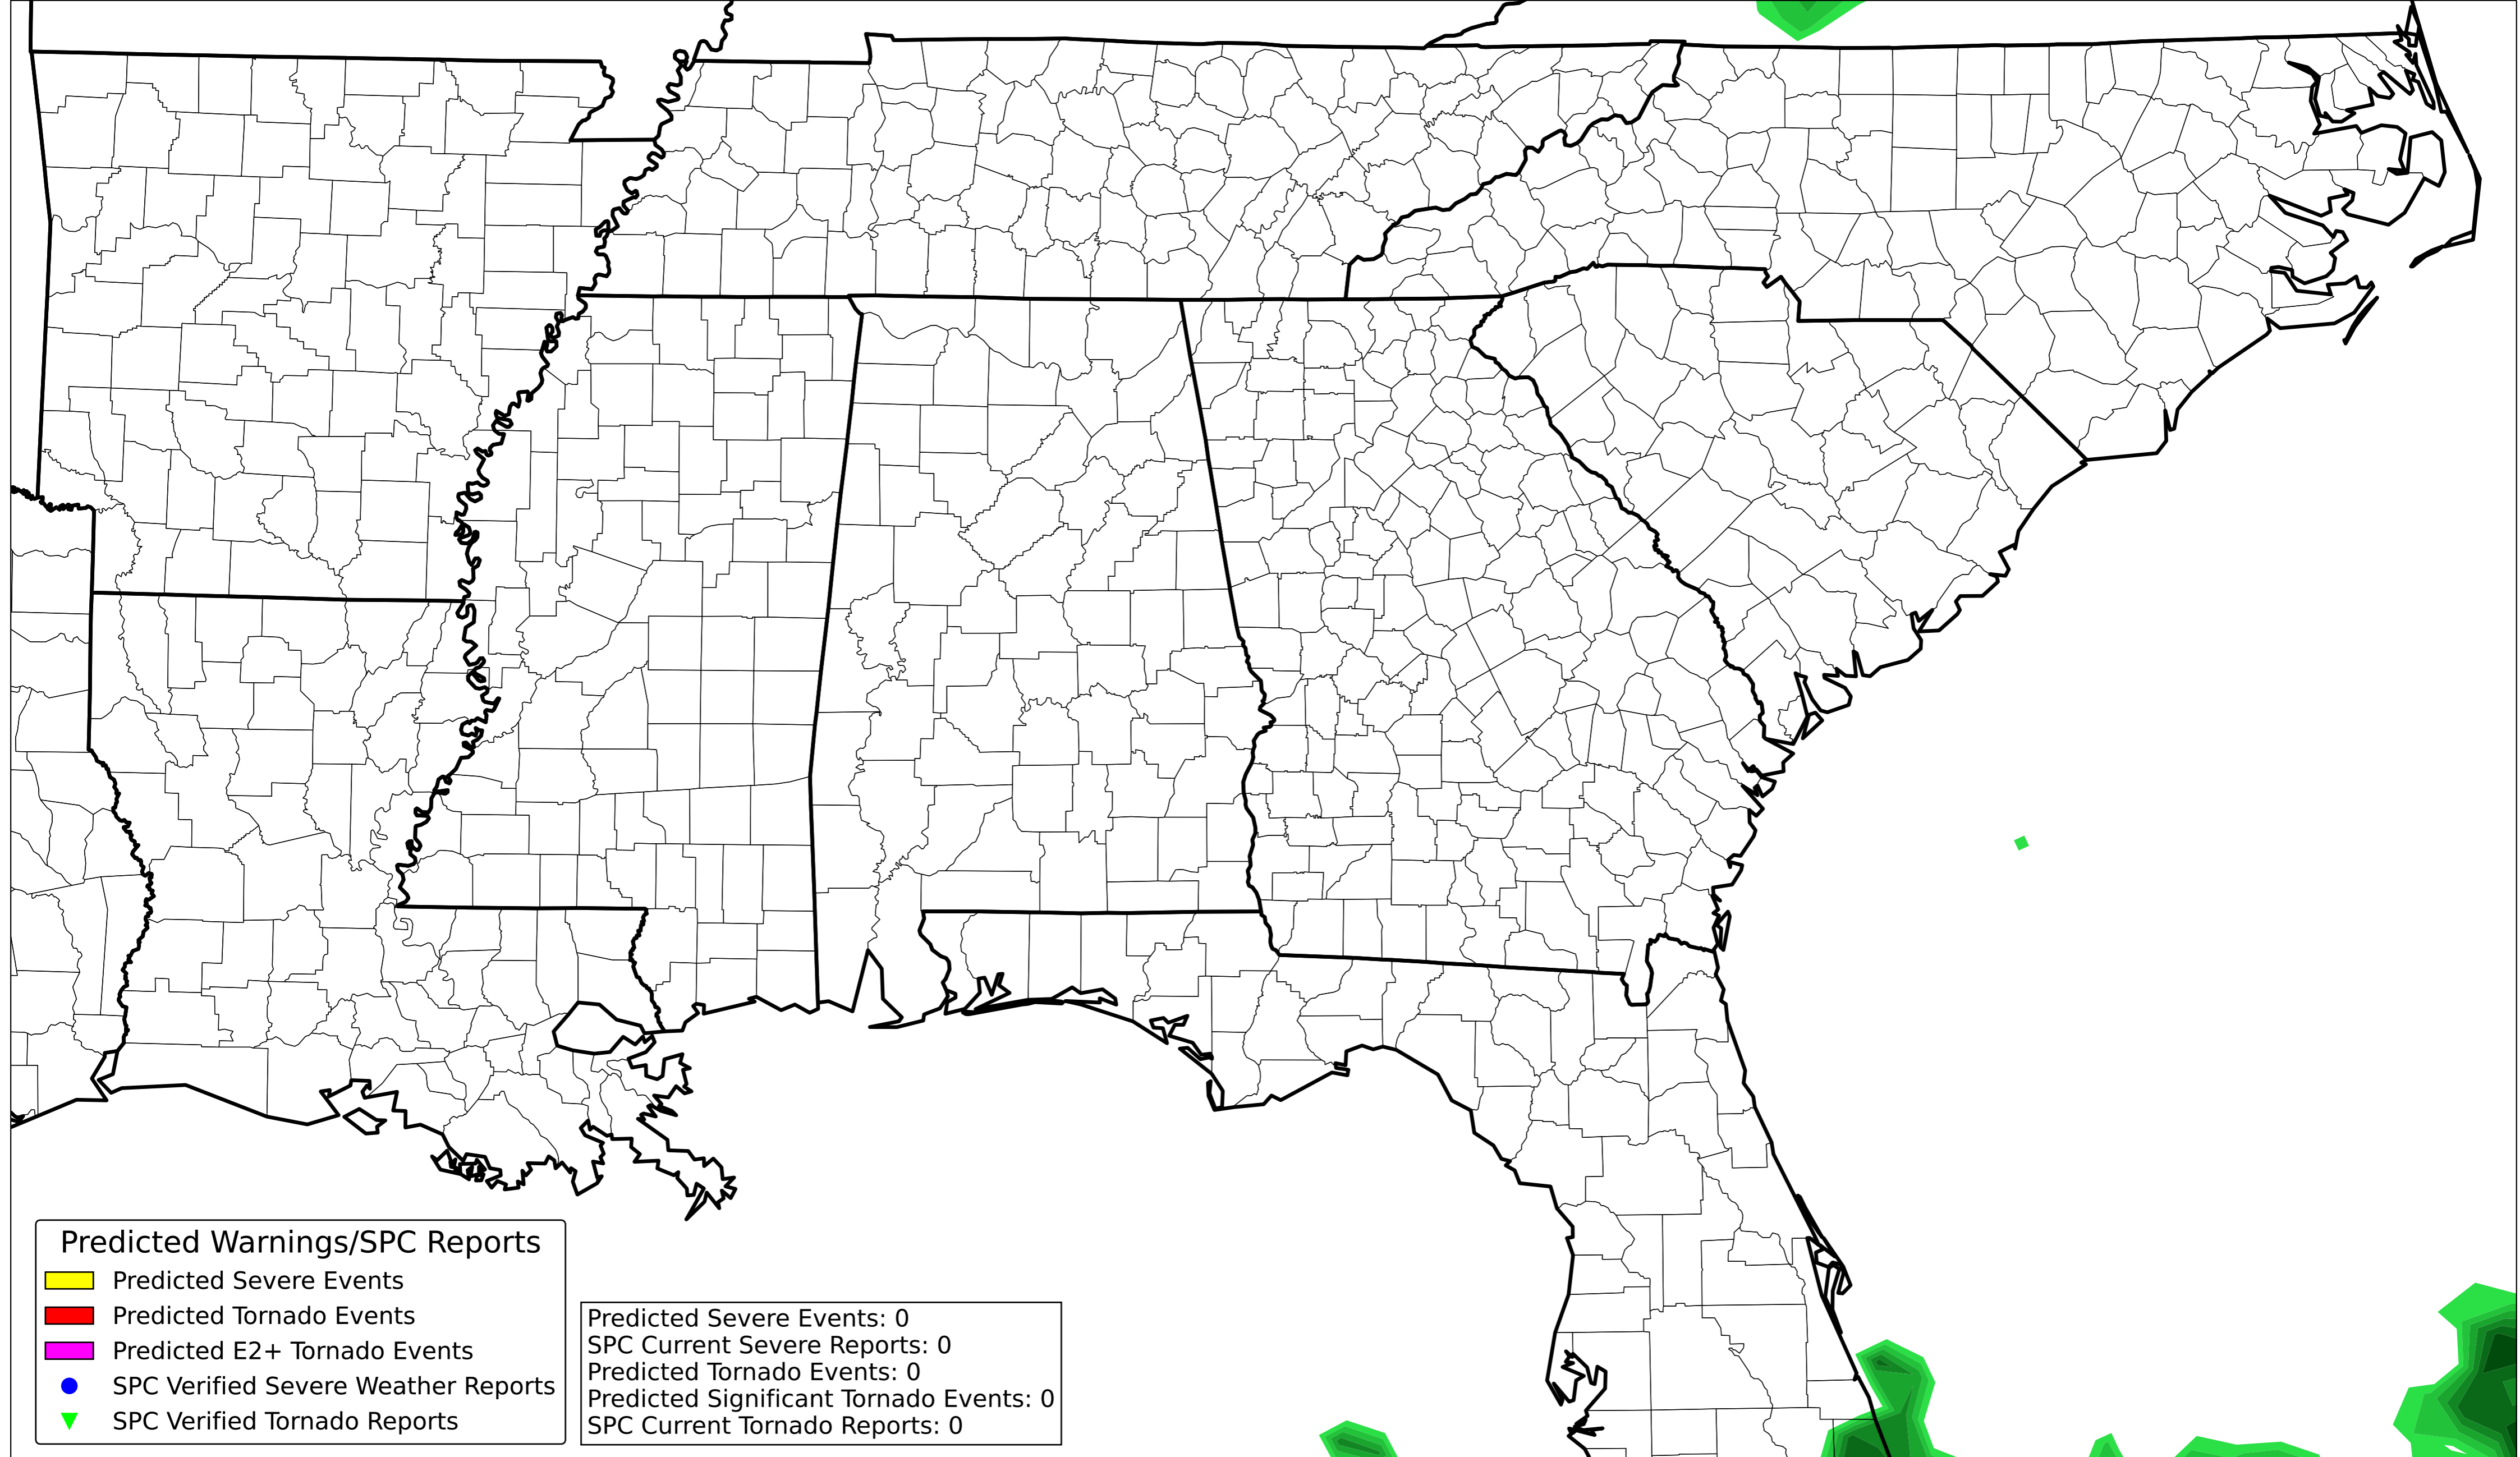 Predicted Warnings/SPC Reports
Predicted Severe Events
Predicted Tornado Events
Predicted E2+ Tornado Events
SPC Verified Severe Weather Reports
SPC Verified Tornado Reports
Predicted Severe Events: 0
SPC Current Severe Reports: 0
Predicted Tornado Events: 0
Predicted Significant Tornado Events: 0
SPC Current Tornado Reports: 0